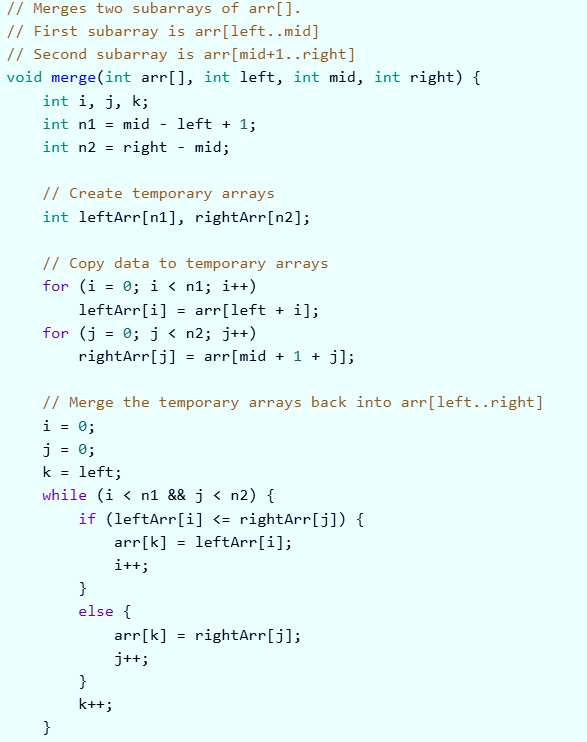 // Merges two subarrays of arr[].
// First subarray is arr[left..mid]
// Second subarray is arr[mid+1..right]
void merge(int arr[], int left, int mid, int right) {
    int i, j, k;
    int n1 = mid - left + 1;
    int n2 = right - mid;

    // Create temporary arrays
    int leftArr[n1], rightArr[n2];

    // Copy data to temporary arrays
    for (i = 0; i < n1; i++)
        leftArr[i] = arr[left + i];
    for (j = 0; j < n2; j++)
        rightArr[j] = arr[mid + 1 + j];

    // Merge the temporary arrays back into arr[left..right]
    i = 0;
    j = 0;
    k = left;
    while (i < n1 && j < n2) {
        if (leftArr[i] <= rightArr[j]) {
            arr[k] = leftArr[i];
            i++;
        }
        else {
            arr[k] = rightArr[j];
            j++;
        }
        k++;
    }